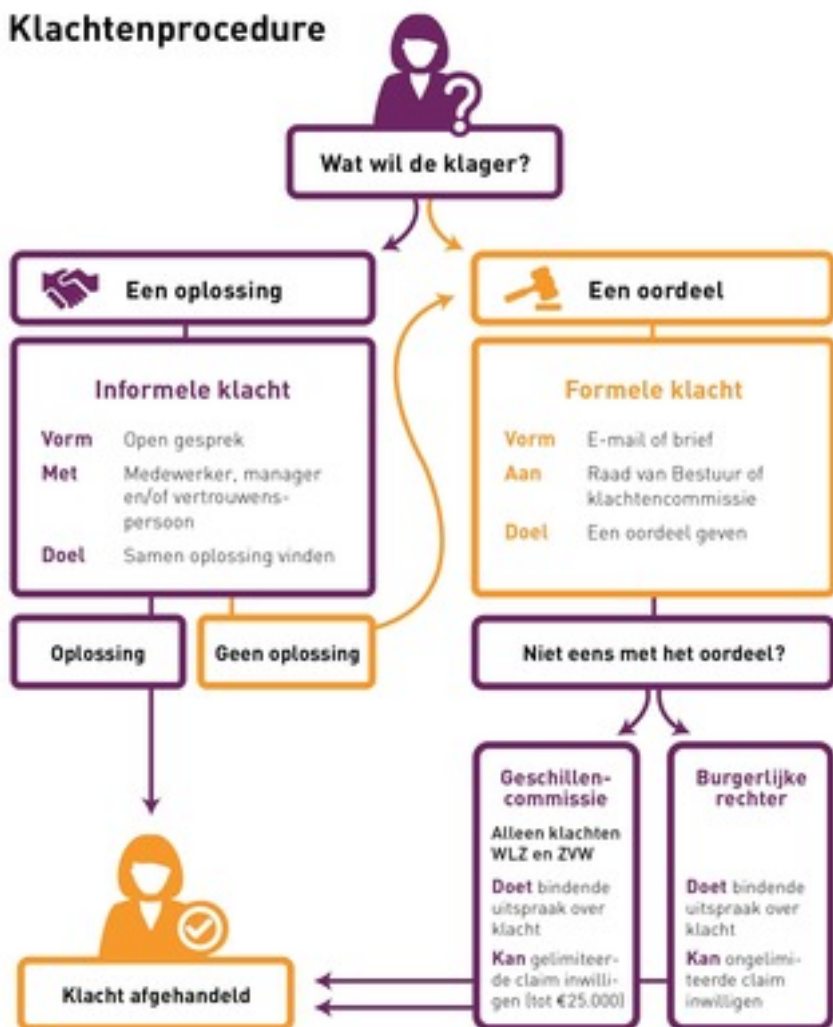 Klachtenprocedure
?
Wat wil de klager?
Een oplossing
Informele klacht
Vorm Open gesprek
Met Medewerker, manager
en/of vertrouwens-
persoon
Doel Samen oplossing vinden
Oplossing
Geen oplossing
Een oordeel
Formele klacht
Vorm E-mail of brief
Aan Raad van Bestuur of
klachtencommissie
Doel Een oordeel geven
Niet eens met het oordeel?
Geschillen-
commissie
Alleen klachten
WLZ en ZVW
Doet bindende
uitspraak over
klacht
Kan gelimiteer-
de claim inwilli-
gen (tot €25.000)
Burgerlijke
rechter
Doet bindende
uitspraak over
klacht
Kan ongelimi-
teerde claim
inwilligen
Klacht afgehandeld